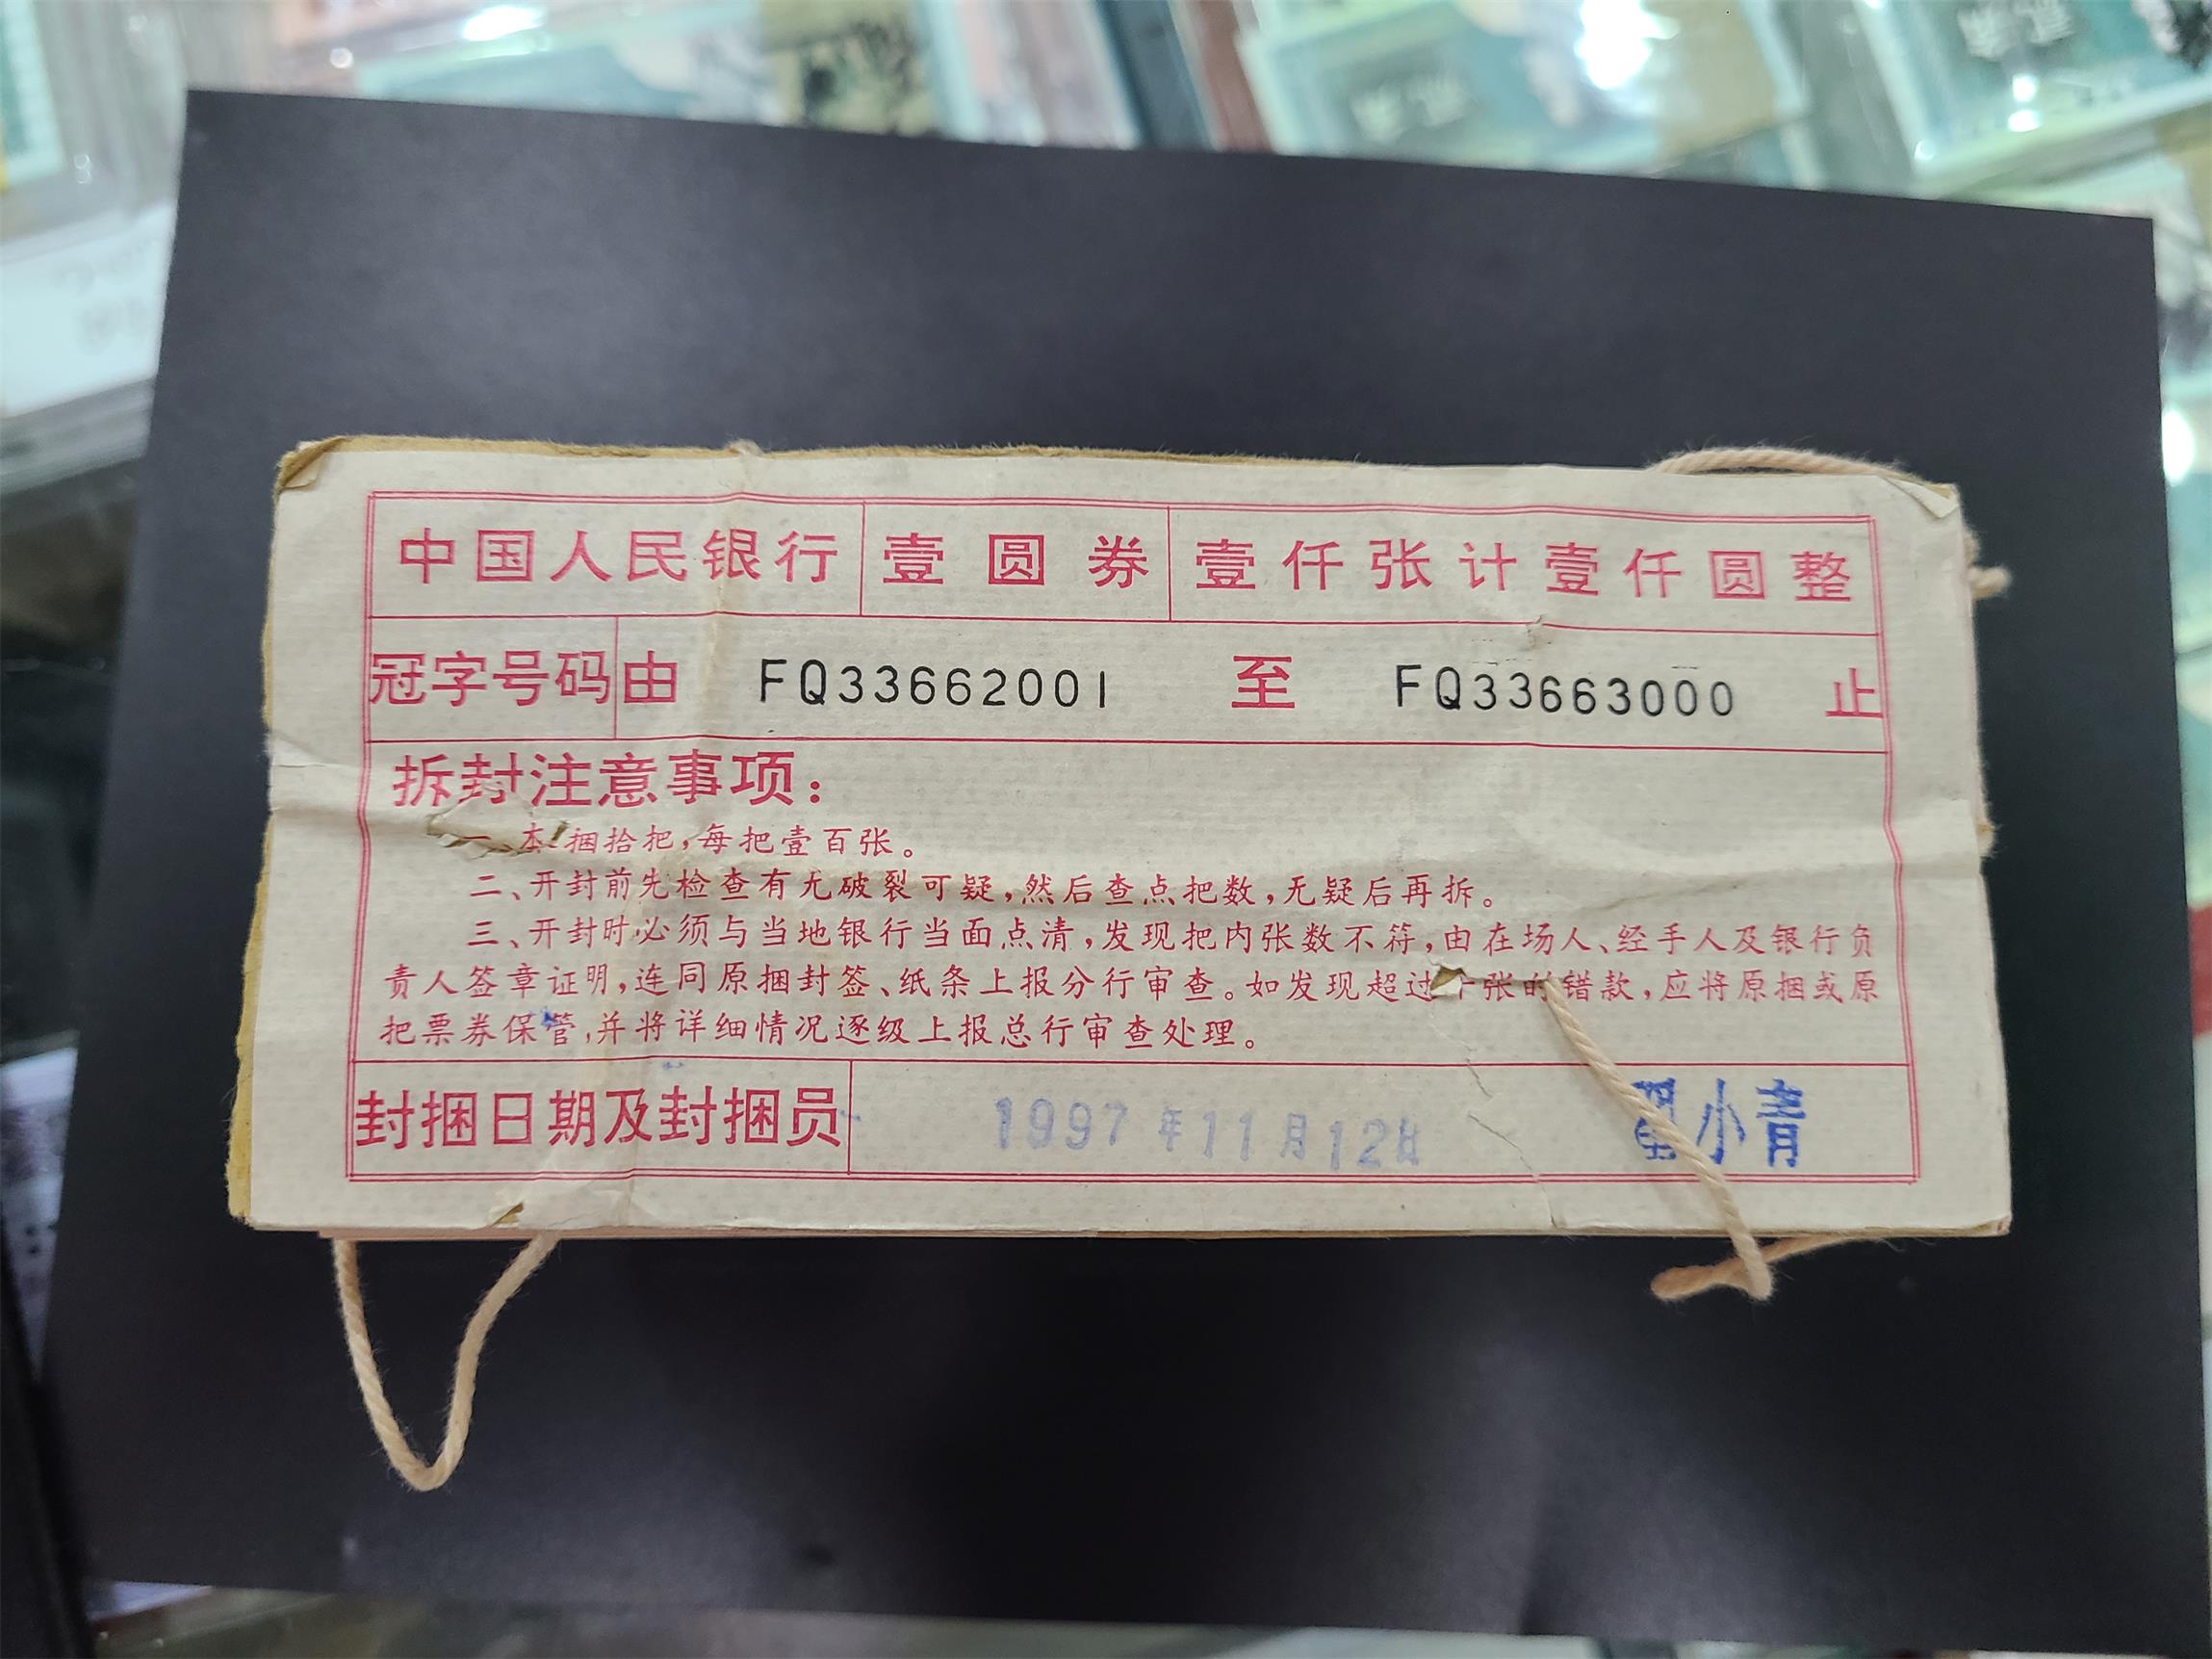 中国人民银行 壹圆券 壹仟张计壹仟圆整
冠字号码 由 FQ33662001 至 FQ33663000 止
拆封注意事项：
一、本捆拾把，每把壹百张。
二、开封前先检查有无破裂可疑，然后查点把数，无疑后再拆。
三、开封时必须与当地银行当面点清，发现把内张数不符，由在场人、经手人及银行负
责人签章证明，连同原捆封签、纸条上报分行审查。如发现超过十张的错款，应将原捆或原
把票券保管，并将详细情况逐级上报总行审查处理。
封捆日期及封捆员 1997年11月12日 小青